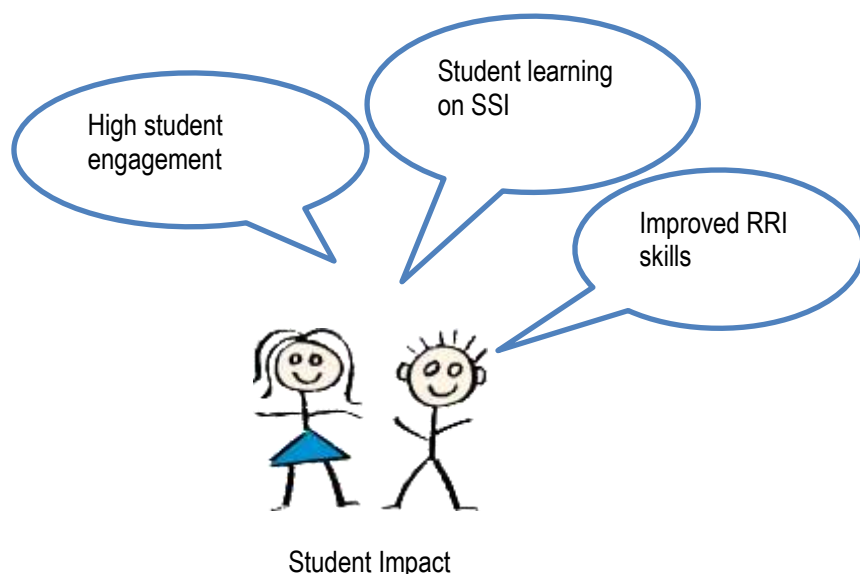 High student
engagement
Student learning
on SSI
Improved RRI
skills
Student Impact